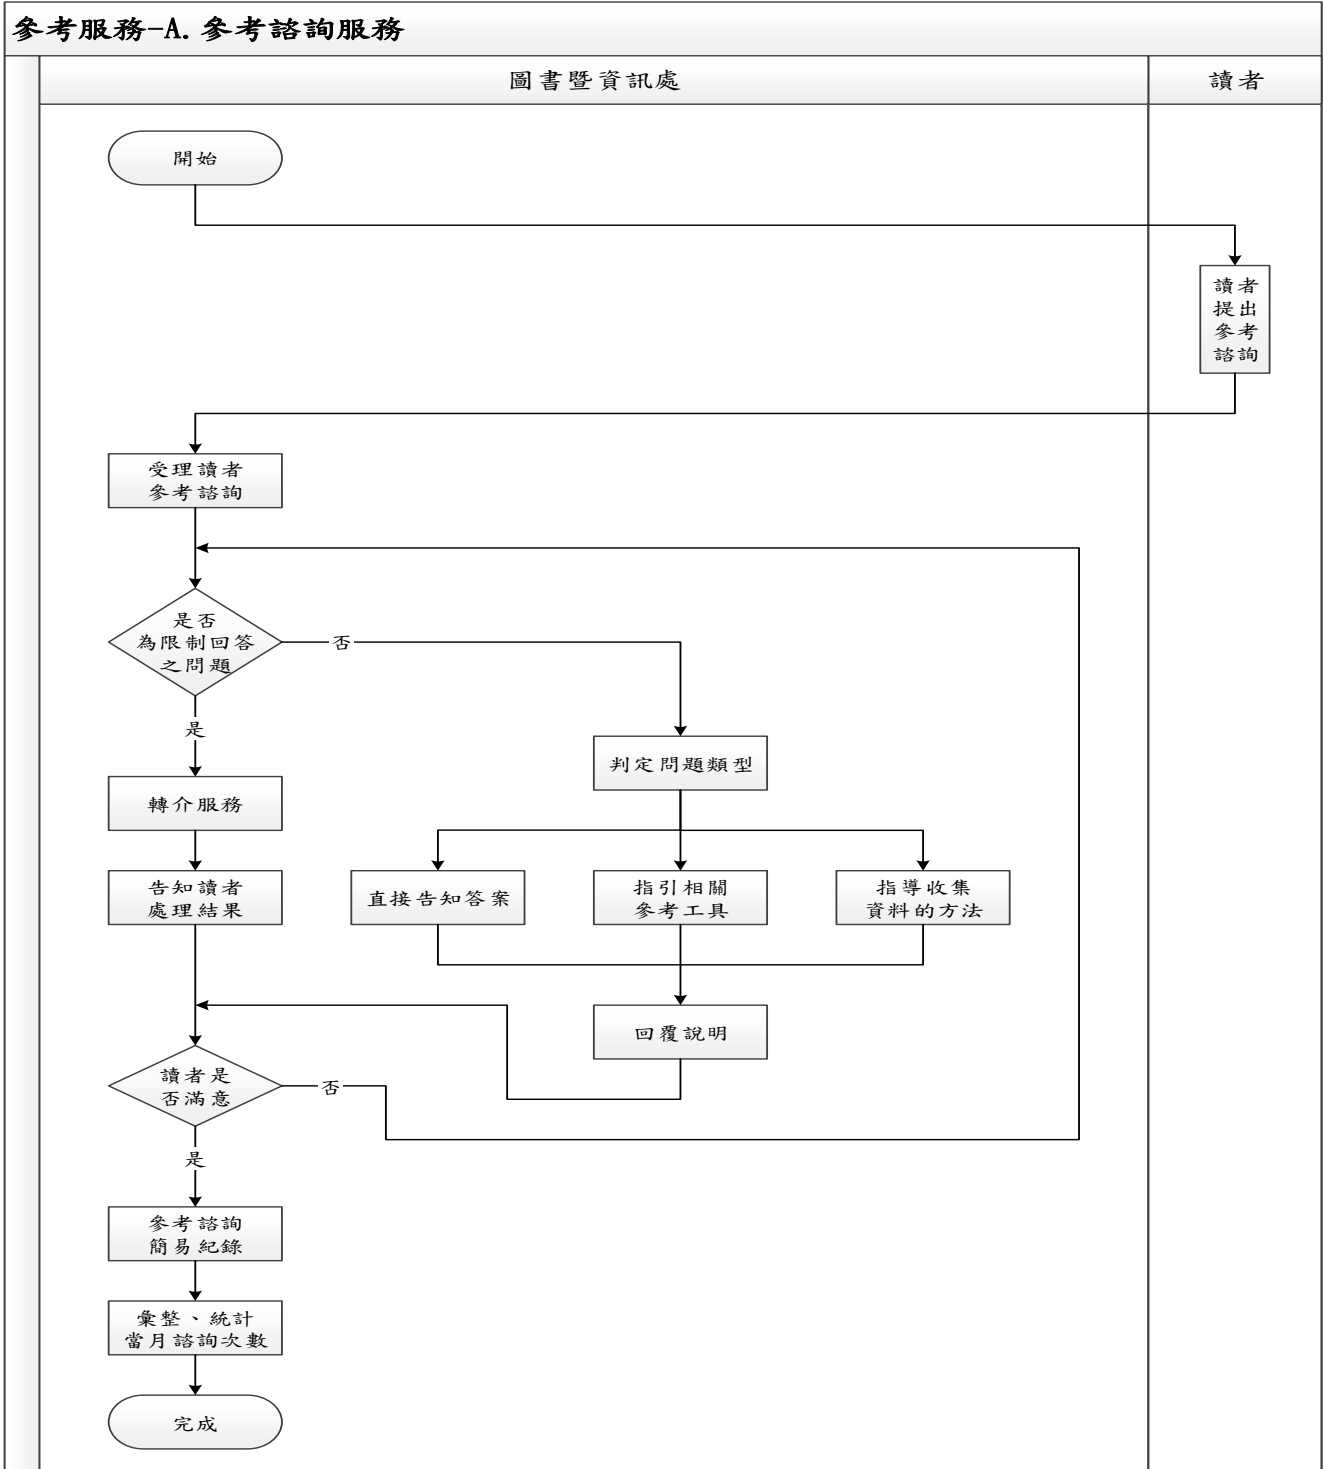 參考服務-A.參考諮詢服務
圖書暨資訊處
讀者
開始
讀者
提出
參考
諮詢
受理讀者
參考諮詢
是否
為限制回答
之問題
否
是
判定問題類型
轉介服務
告知讀者
處理結果
直接告知答案
指引相關
參考工具
指導收集
資料的方法
回覆說明
讀者是
否滿意
否
是
參考諮詢
簡易紀錄
彙整、統計
當月諮詢次數
完成